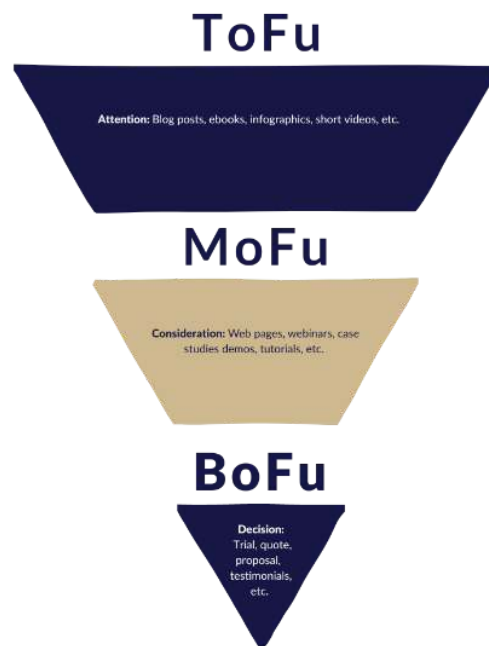 ToFu
Attention: Blog posts, ebooks, infographics, short videos, etc.
MoFu
Consideration: Web pages, webinars, case
studies demos, tutorials, etc.
BoFu
Decision:
Trial, quote,
proposal,
testimonials,
etc.